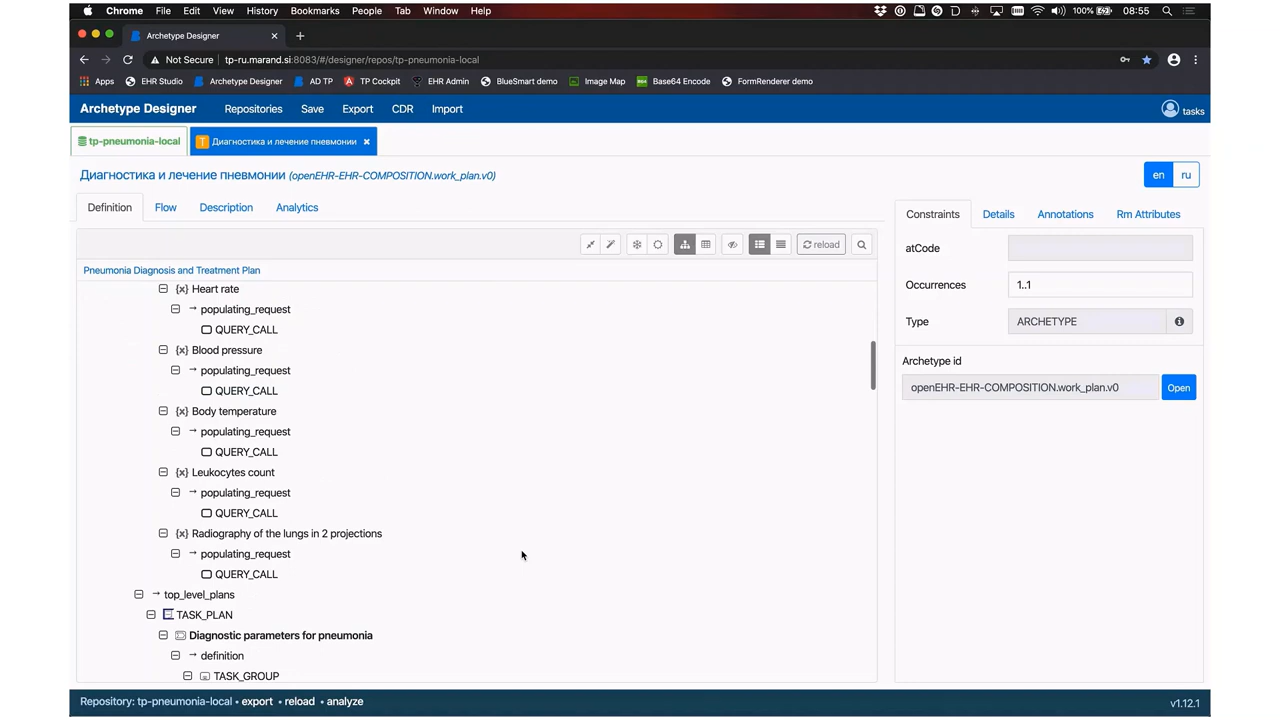 Chrome File Edit View History Bookmarks People Tab Window Help 100% 08:55
Archetype Designer
Not Secure tp-ru.marand.si:8083/#/designer/repos/tp-pneumonia-local
Apps EHR Studio Archetype Designer AD TP TP Cockpit EHR Admin BlueSmart demo Image Map Base64 Encode FormRenderer demo
Archetype Designer Repositories Save Export CDR Import tasks
tp-pneumonia-local T Диагностика и лечение пневмонии
Диагностика и лечение пневмонии (openEHR-EHR-COMPOSITION.work_plan.v0) en ru
Definition Flow Description Analytics
Constraints Details Annotations Rm Attributes
reload
atCode
Pneumonia Diagnosis and Treatment Plan
Occurrences 1..1
{x} Heart rate
populating_request
QUERY_CALL
Type ARCHETYPE
{x} Blood pressure
populating_request
QUERY_CALL
Archetype id
openEHR-EHR-COMPOSITION.work_plan.v0 Open
{x} Body temperature
populating_request
QUERY_CALL
{x} Leukocytes count
populating_request
QUERY_CALL
{x} Radiography of the lungs in 2 projections
populating_request
QUERY_CALL
top_level_plans
TASK_PLAN
Diagnostic parameters for pneumonia
definition
TASK_GROUP
Repository: tp-pneumonia-local • export • reload • analyze v1.12.1